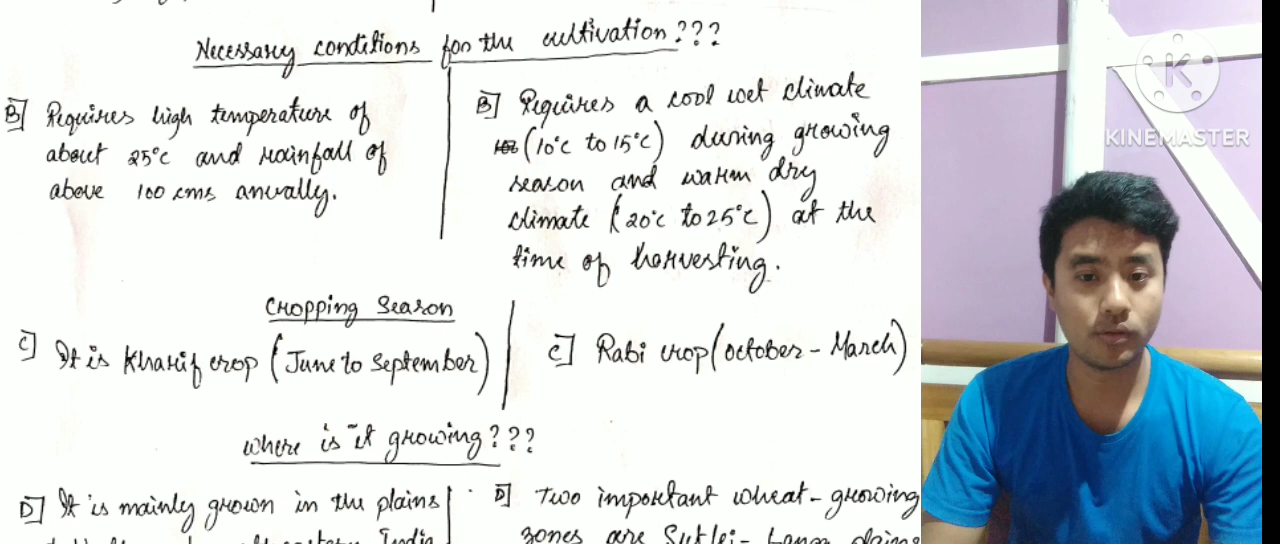 Necessary conditions for the cultivation???
B] Requires high temperature of
about 25°c and rainfall of
above 100 cms anually.
B] Requires a cool wet climate
(10°c to 15°c) during growing
season and warm dry
climate (20°c to 25°c) at the
time of harvesting.
Cropping Season
C] It is Kharif crop (June to September)
C] Rabi crop (October - March)
where is it growing???
D] It is mainly grown in the plains
India
D] Two important wheat-growing
zones are Sutlej - Ganga plains
KINEMASTER